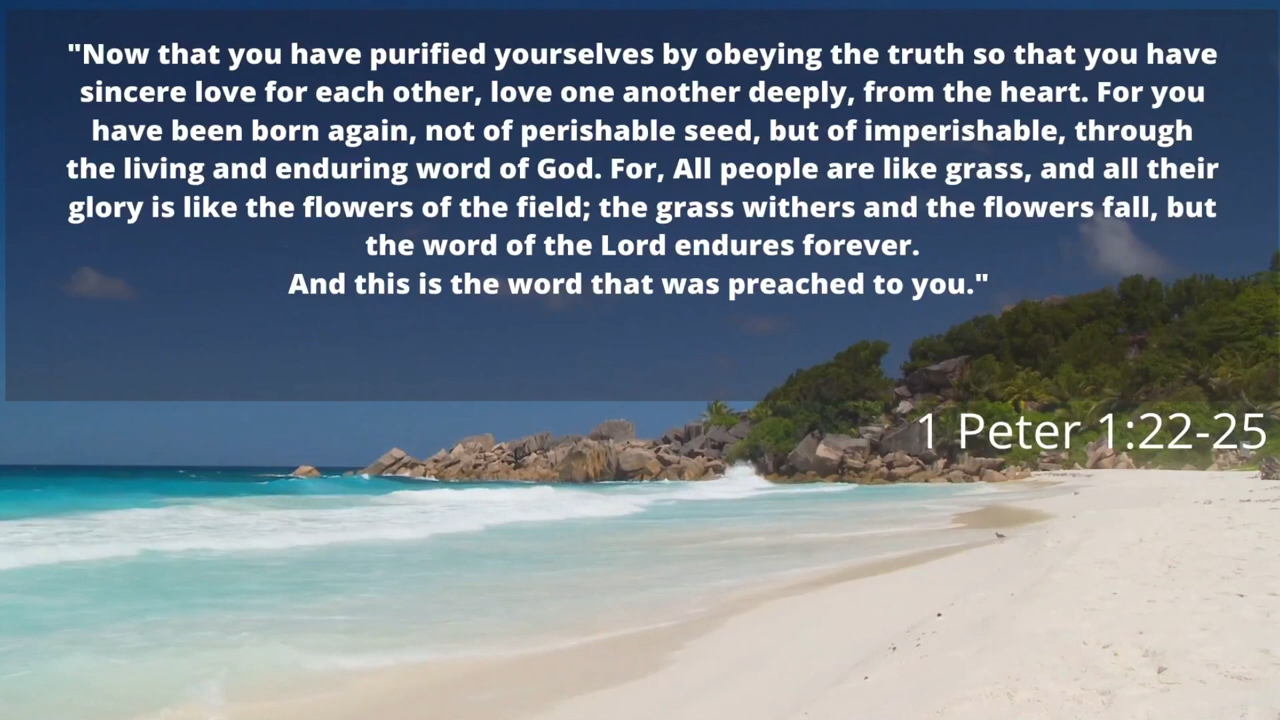 "Now that you have purified yourselves by obeying the truth so that you have
sincere love for each other, love one another deeply, from the heart. For you
have been born again, not of perishable seed, but of imperishable, through
the living and enduring word of God. For, All people are like grass, and all their
glory is like the flowers of the field; the grass withers and the flowers fall, but
the word of the Lord endures forever.
And this is the word that was preached to you."
1 Peter 1:22-25